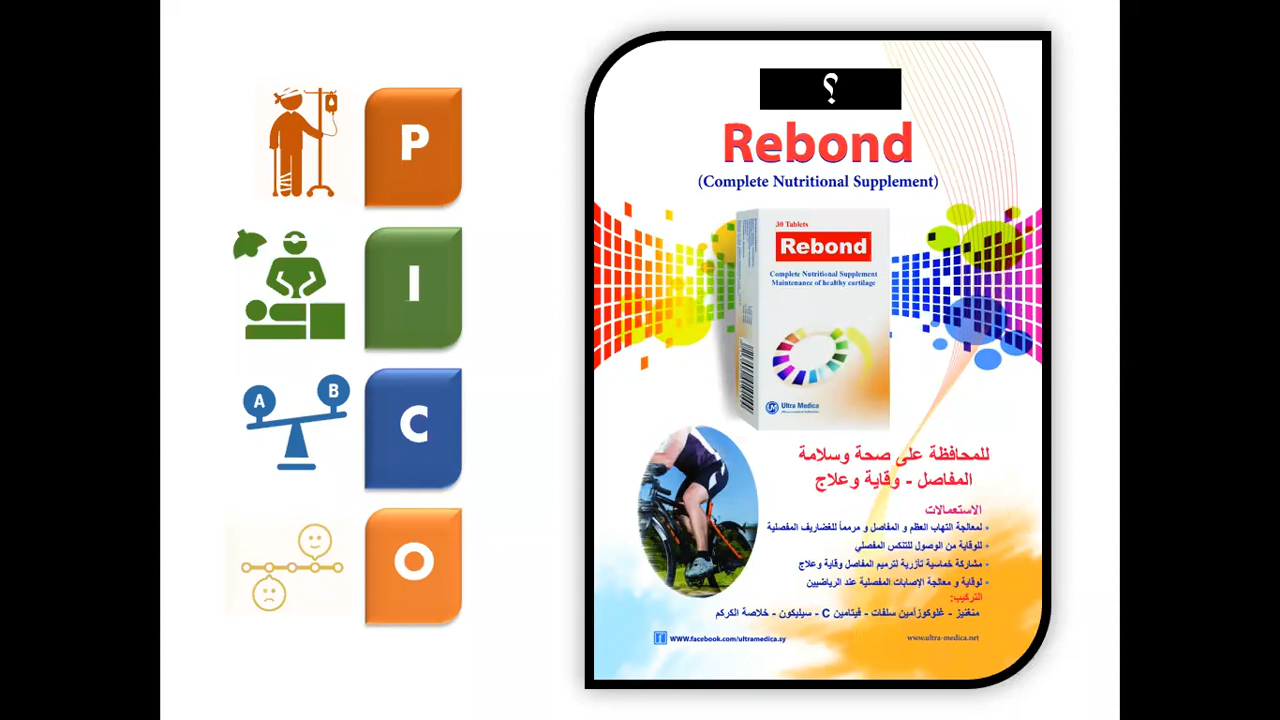 P
I
A
B
C
O
؟
Rebond
(Complete Nutritional Supplement)
30 Tablets
Rebond
Complete Nutritional Supplement
Maintenance of healthy cartilage
Ultra Medica
للمحافظة على صحة وسلامة
المفاصل - وقاية وعلاج
الاستعمالات
• لمعالجة التهاب العظم و المفاصل و مرمماً للغضاريف المفصلية
• للوقاية من الوصول للتنكس المفصلي
• مشاركة خماسية تآزرية لترميم المفاصل وقاية وعلاج
• لوقاية و معالجة الإصابات المفصلية عند الرياضيين
التركيب:
منغنيز - غلوكوزأمين سلفات - فيتامين C - سيليكون - خلاصة الكركم
WWW.facebook.com/ultramedica.sy
www.ultra-medica.net